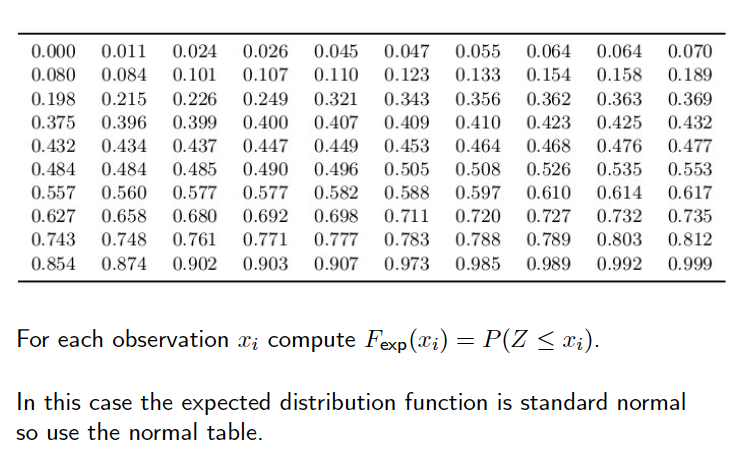 0.000 0.011 0.024 0.026 0.045 0.047 0.055 0.064 0.064 0.070
0.080 0.084 0.101 0.107 0.110 0.123 0.133 0.154 0.158 0.189
0.198 0.215 0.226 0.249 0.321 0.343 0.356 0.362 0.363 0.369
0.375 0.396 0.399 0.400 0.407 0.409 0.410 0.423 0.425 0.432
0.432 0.434 0.437 0.447 0.449 0.453 0.464 0.468 0.476 0.477
0.484 0.484 0.485 0.490 0.496 0.505 0.508 0.526 0.535 0.553
0.557 0.560 0.577 0.577 0.582 0.588 0.597 0.610 0.614 0.617
0.627 0.658 0.680 0.692 0.698 0.711 0.720 0.727 0.732 0.735
0.743 0.748 0.761 0.771 0.777 0.783 0.788 0.789 0.803 0.812
0.854 0.874 0.902 0.903 0.907 0.973 0.985 0.989 0.992 0.999
For each observation xᵢ compute F_exp(xᵢ) = P(Z ≤ xᵢ).
In this case the expected distribution function is standard normal
so use the normal table.